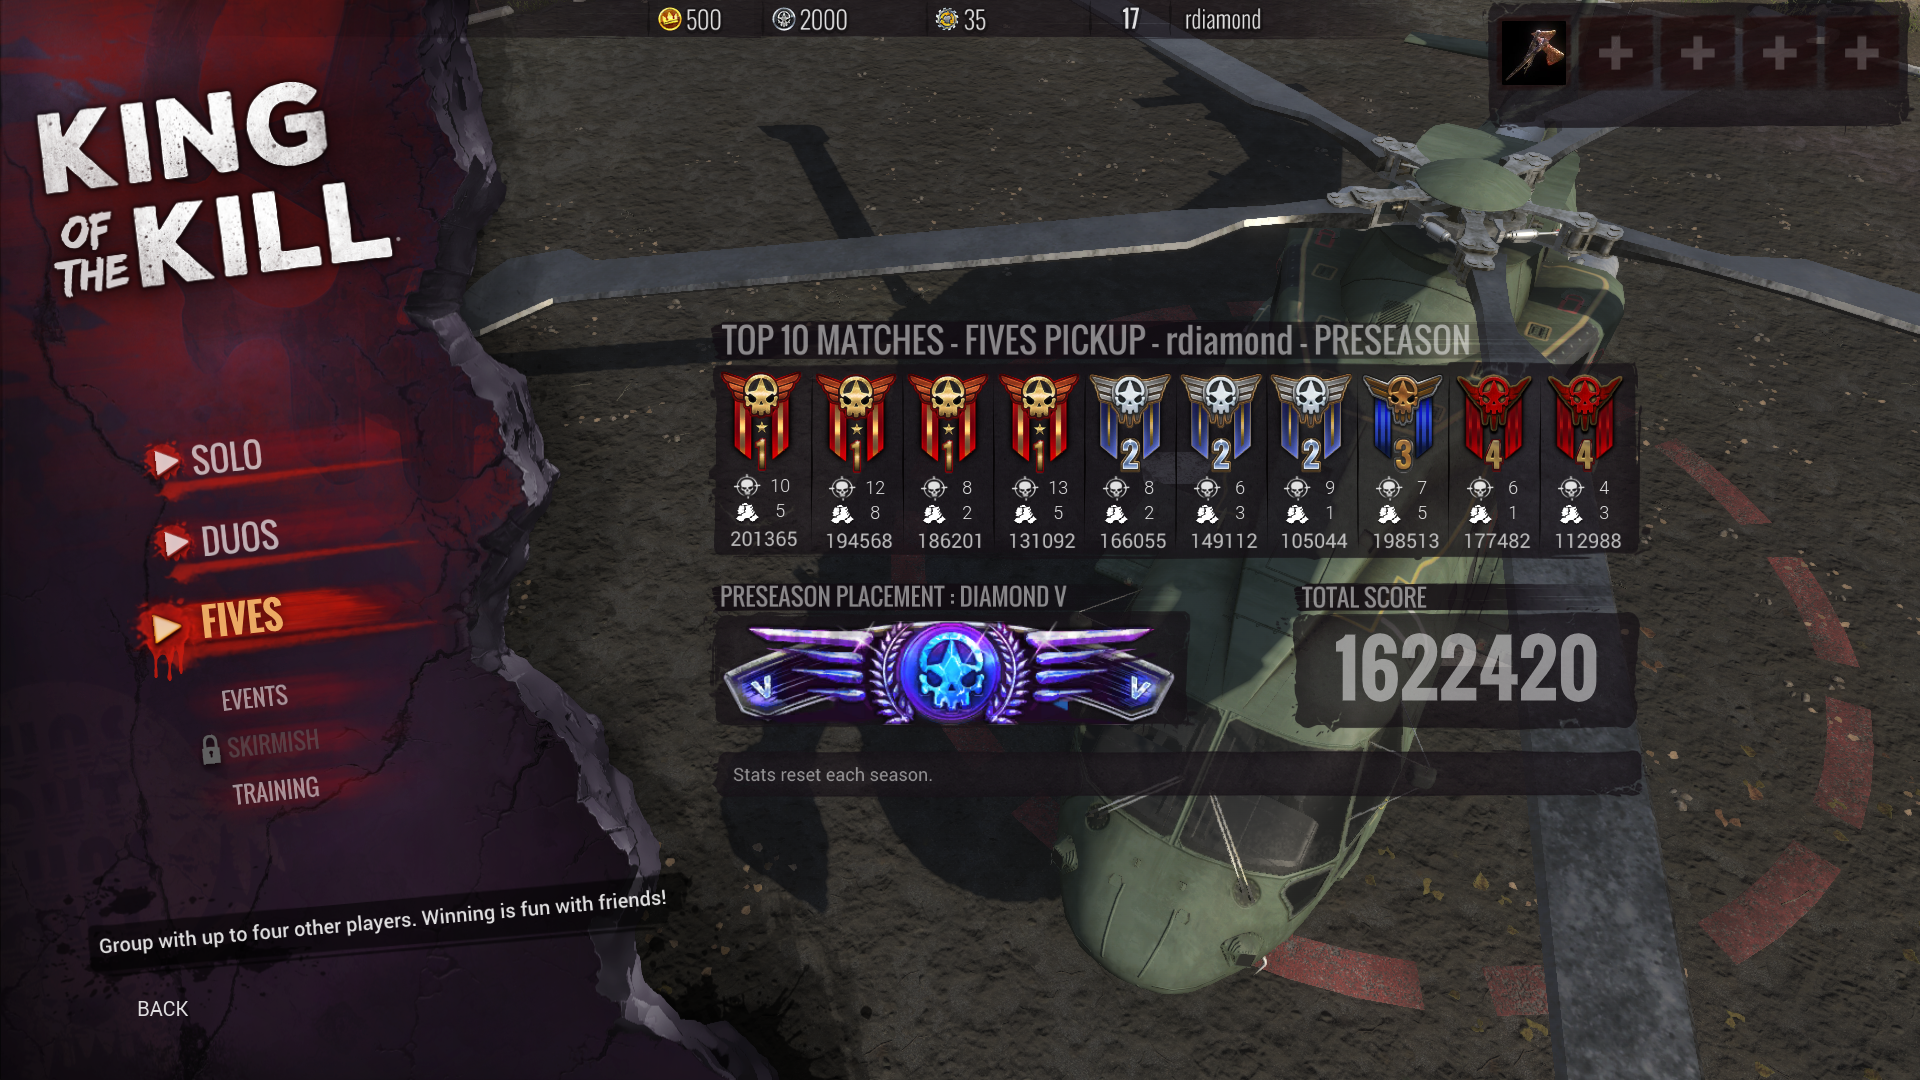 500 2000 35 17 rdiamond
KING
OF THE KILL
TOP 10 MATCHES - FIVES PICKUP - rdiamond - PRESEASON
1 1 1 1 2 2 2 3 4 4
10 12 8 13 8 6 9 7 6 4
5 8 2 5 2 3 1 5 1 3
201365 194568 186201 131092 166055 149112 105044 198513 177482 112988
SOLO
DUOS
FIVES
EVENTS
SKIRMISH
TRAINING
PRESEASON PLACEMENT : DIAMOND V
V V
TOTAL SCORE
1622420
Stats reset each season.
Group with up to four other players. Winning is fun with friends!
BACK